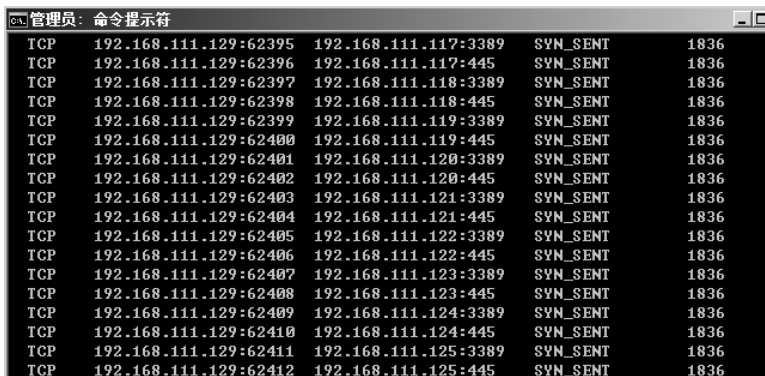 管理员: 命令提示符
TCP 192.168.111.129:62395 192.168.111.117:3389 SYN_SENT 1836
TCP 192.168.111.129:62396 192.168.111.117:445 SYN_SENT 1836
TCP 192.168.111.129:62397 192.168.111.118:3389 SYN_SENT 1836
TCP 192.168.111.129:62398 192.168.111.118:445 SYN_SENT 1836
TCP 192.168.111.129:62399 192.168.111.119:3389 SYN_SENT 1836
TCP 192.168.111.129:62400 192.168.111.119:445 SYN_SENT 1836
TCP 192.168.111.129:62401 192.168.111.120:3389 SYN_SENT 1836
TCP 192.168.111.129:62402 192.168.111.120:445 SYN_SENT 1836
TCP 192.168.111.129:62403 192.168.111.121:3389 SYN_SENT 1836
TCP 192.168.111.129:62404 192.168.111.121:445 SYN_SENT 1836
TCP 192.168.111.129:62405 192.168.111.122:3389 SYN_SENT 1836
TCP 192.168.111.129:62406 192.168.111.122:445 SYN_SENT 1836
TCP 192.168.111.129:62407 192.168.111.123:3389 SYN_SENT 1836
TCP 192.168.111.129:62408 192.168.111.123:445 SYN_SENT 1836
TCP 192.168.111.129:62409 192.168.111.124:3389 SYN_SENT 1836
TCP 192.168.111.129:62410 192.168.111.124:445 SYN_SENT 1836
TCP 192.168.111.129:62411 192.168.111.125:3389 SYN_SENT 1836
TCP 192.168.111.129:62412 192.168.111.125:445 SYN_SENT 1836